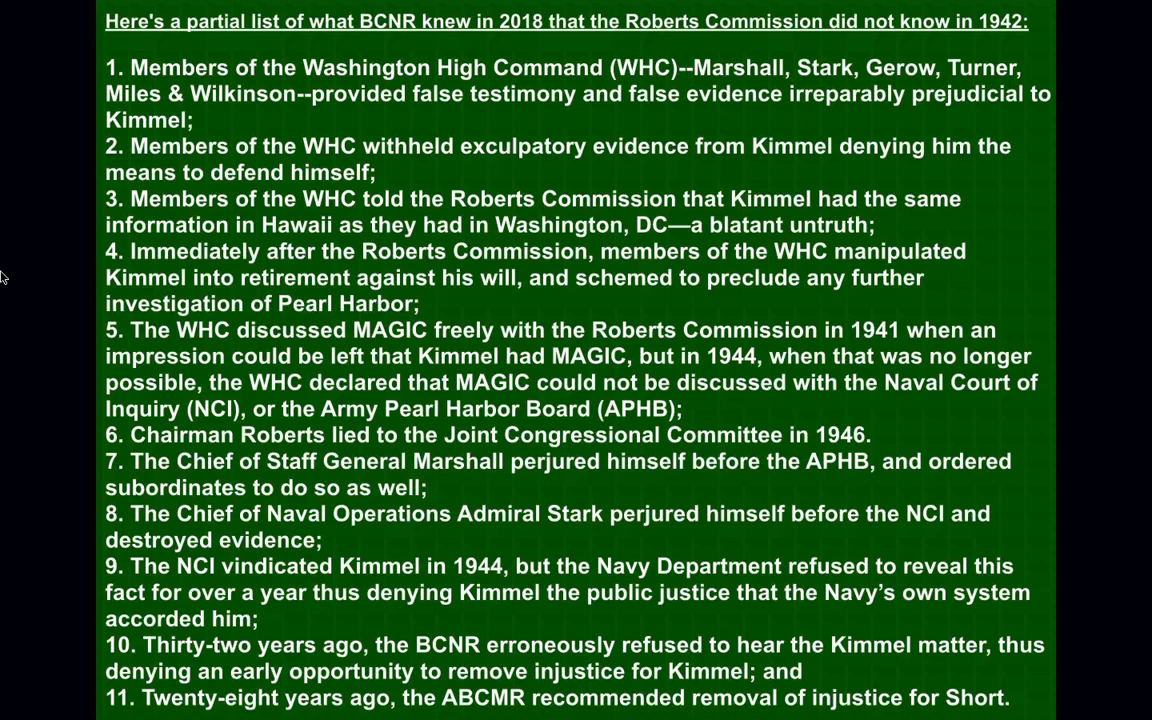 Here's a partial list of what BCNR knew in 2018 that the Roberts Commission did not know in 1942:
1. Members of the Washington High Command (WHC)--Marshall, Stark, Gerow, Turner,
Miles & Wilkinson--provided false testimony and false evidence irreparably prejudicial to
Kimmel;
2. Members of the WHC withheld exculpatory evidence from Kimmel denying him the
means to defend himself;
3. Members of the WHC told the Roberts Commission that Kimmel had the same
information in Hawaii as they had in Washington, DC—a blatant untruth;
4. Immediately after the Roberts Commission, members of the WHC manipulated
Kimmel into retirement against his will, and schemed to preclude any further
investigation of Pearl Harbor;
5. The WHC discussed MAGIC freely with the Roberts Commission in 1941 when an
impression could be left that Kimmel had MAGIC, but in 1944, when that was no longer
possible, the WHC declared that MAGIC could not be discussed with the Naval Court of
Inquiry (NCI), or the Army Pearl Harbor Board (APHB);
6. Chairman Roberts lied to the Joint Congressional Committee in 1946.
7. The Chief of Staff General Marshall perjured himself before the APHB, and ordered
subordinates to do so as well;
8. The Chief of Naval Operations Admiral Stark perjured himself before the NCI and
destroyed evidence;
9. The NCI vindicated Kimmel in 1944, but the Navy Department refused to reveal this
fact for over a year thus denying Kimmel the public justice that the Navy’s own system
accorded him;
10. Thirty-two years ago, the BCNR erroneously refused to hear the Kimmel matter, thus
denying an early opportunity to remove injustice for Kimmel; and
11. Twenty-eight years ago, the ABCMR recommended removal of injustice for Short.